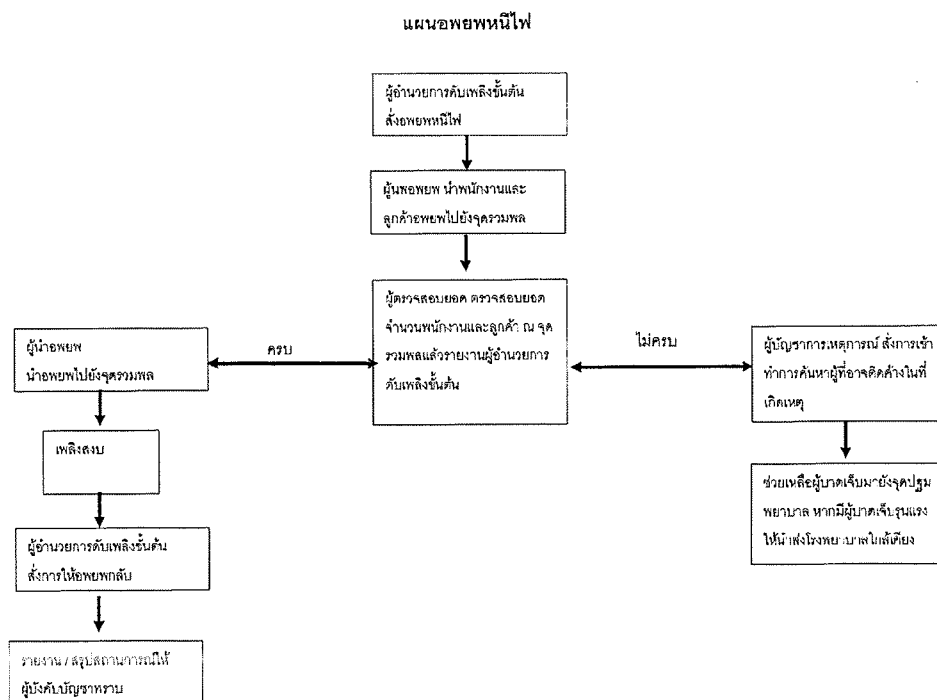 แผนอพยพหนีไฟ
ผู้อำนวยการดับเพลิงขั้นต้น
สั่งอพยพหนีไฟ
ผู้นพอพยพ นำพนักงานและ
ลูกค้าอพยพไปยังจุดรวมพล
ผู้ตรวจสอบยอด ตรวจสอบยอด
จำนวนพนักงานและลูกค้า ณ จุด
รวมพลแล้วรายงานผู้อำนวยการ
ดับเพลิงขั้นต้น
ครบ
ไม่ครบ
ผู้นำอพยพ
นำอพยพไปยังจุดรวมพล
เพลิงสงบ
ผู้อำนวยการดับเพลิงขั้นต้น
สั่งการให้อพยพกลับ
รายงาน / สรุปสถานการณ์ให้
ผู้บังคับบัญชาทราบ
ผู้บัญชาการเหตุการณ์ สั่งการเข้า
ทำการค้นหาผู้ที่อาจติดค้างในที่
เกิดเหตุ
ช่วยเหลือผู้บาดเจ็บมายังจุดปฐม
พยาบาล หากมีผู้บาดเจ็บรุนแรง
ให้นำส่งโรงพยาบาลใกล้เคียง